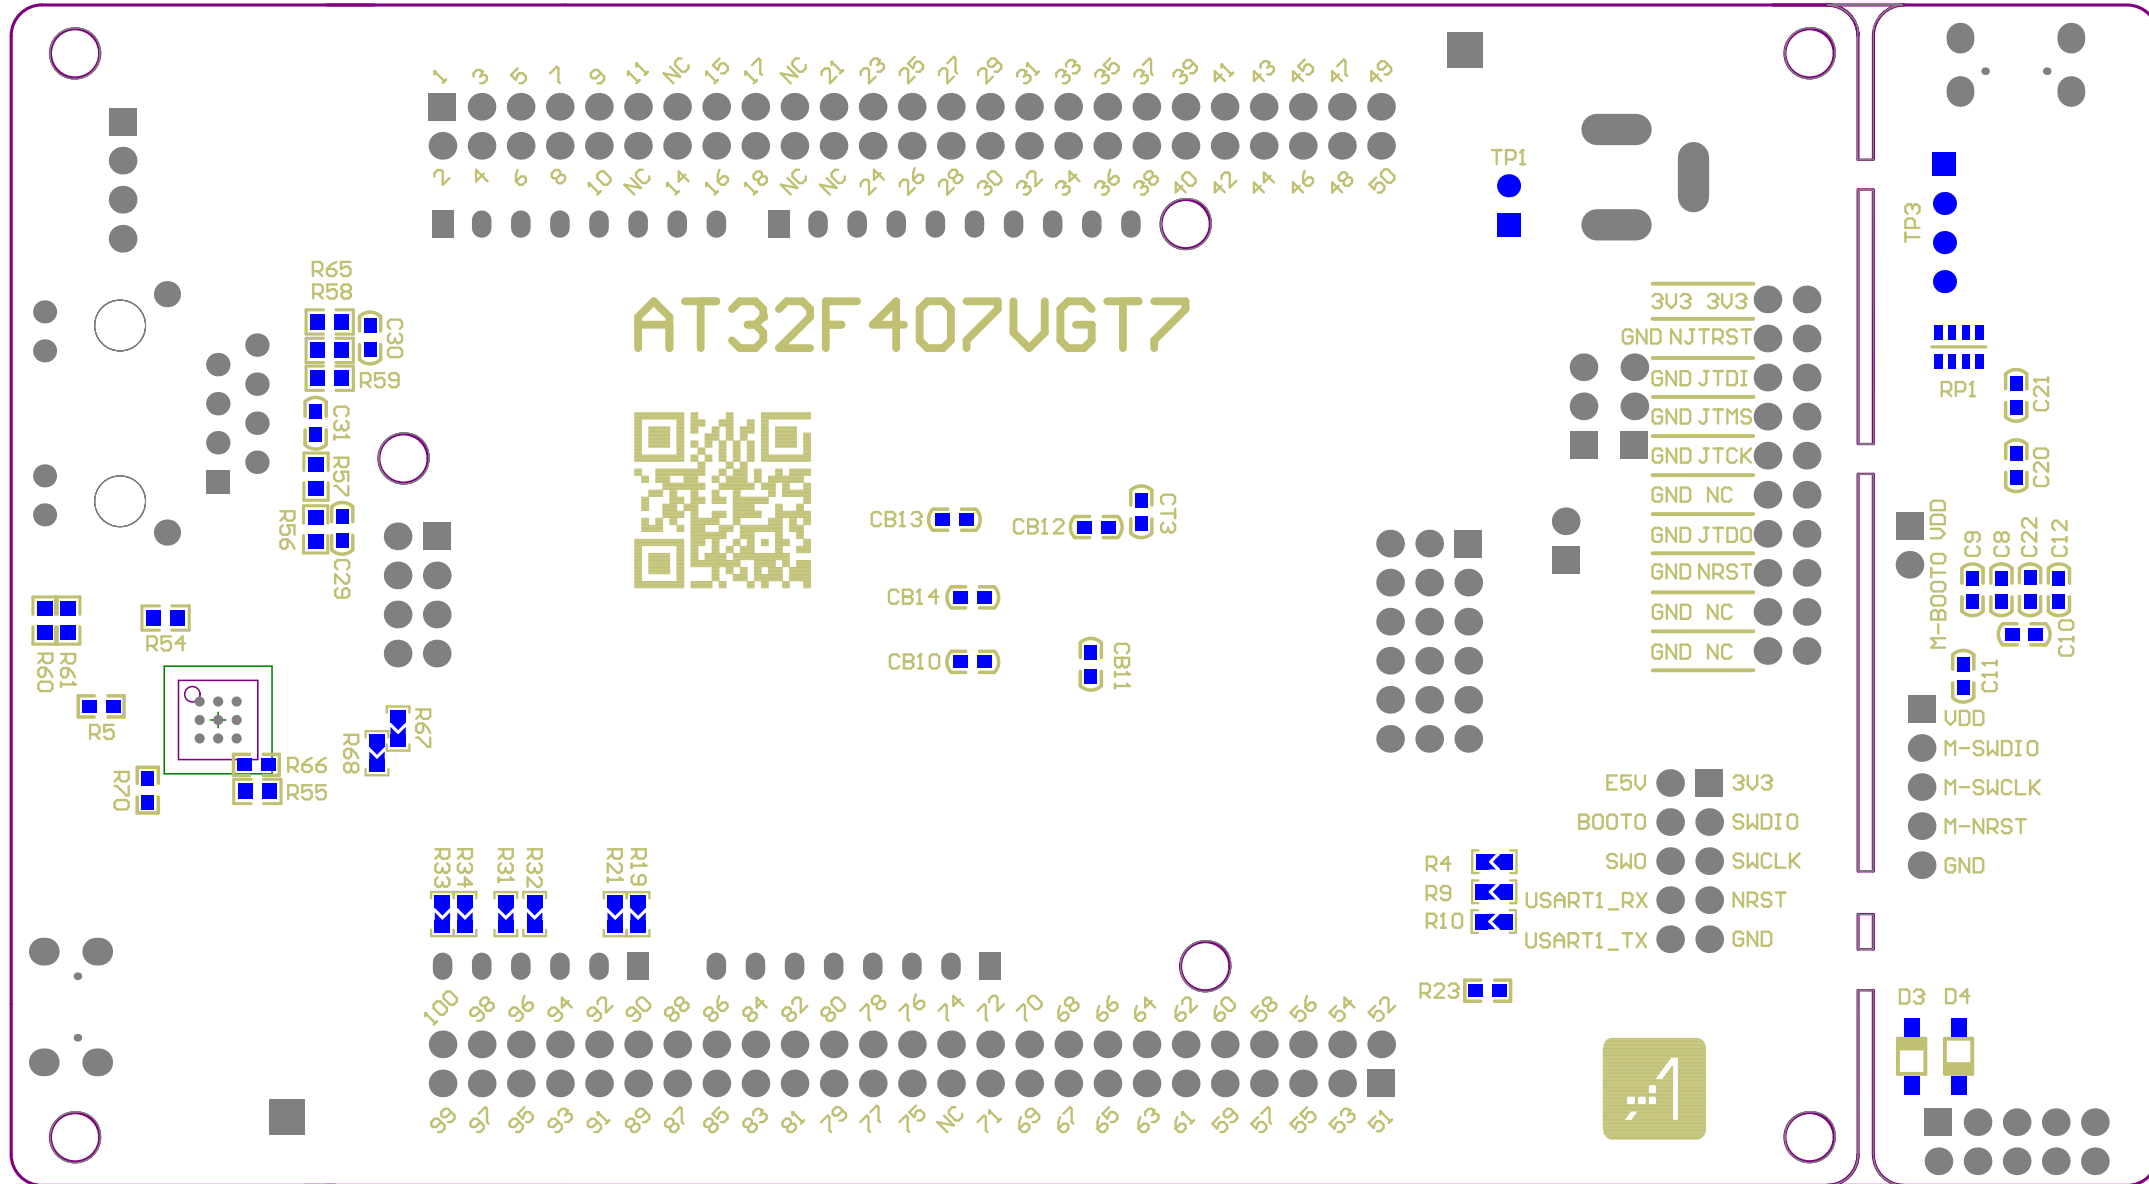 1 3 5 7 9 11 NC 15 17 NC 21 23 25 27 29 31 33 35 37 39 41 43 45 47 49
2 4 6 8 10 NC 14 16 18 NC NC 24 26 28 30 32 34 36 38 40 42 44 46 48 50
TP1
TP3
R65
R58
C30
R59
C31
R57
R56
C29
AT32F407VGT7
3V3 3V3
GND NJTRST
GND JTDI
GND JTMS
GND JTCK
GND NC
GND JTDO
GND NRST
GND NC
GND NC
RP1
C21
C20
CB13
CB12
CT3
CB14
CB10
CB11
M-BOOT0 VDD
C9
C8
C22
C12
C10
C11
R54
R60
R61
R5
R66
R55
R70
R67
R68
VDD
M-SWDIO
M-SWCLK
M-NRST
GND
E5V 3V3
BOOT0 SWDIO
SWO SWCLK
USART1_RX NRST
USART1_TX GND
R4
R9
R10
R23
R33
R34
R31
R32
R21
R19
100 98 96 94 92 90 88 86 84 82 80 78 76 74 72 70 68 66 64 62 60 58 56 54 52
99 97 95 93 91 89 87 85 83 81 79 77 75 NC 71 69 67 65 63 61 59 57 55 53 51
D3
D4